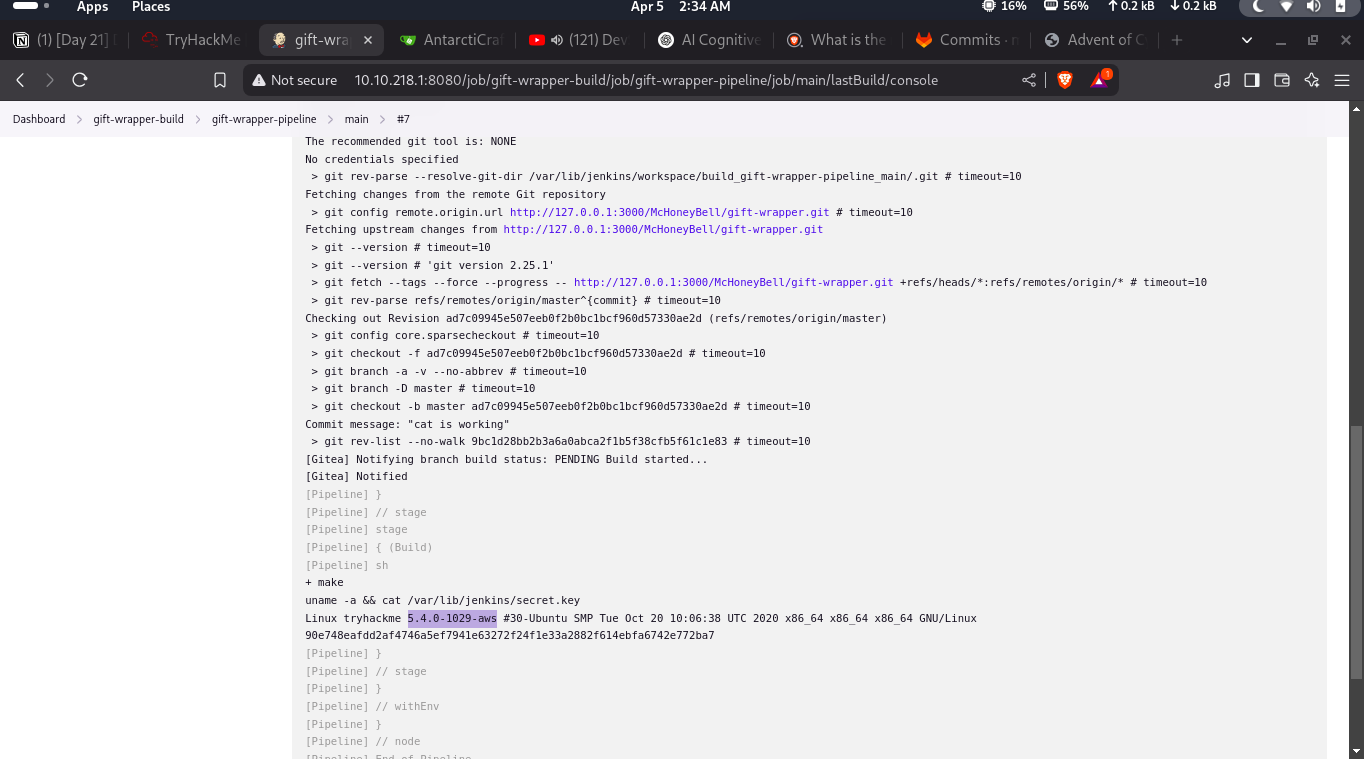 Apps Places Apr 5 2:34 AM 16% 56% 0.2 kB 0.2 kB
(1) [Day 21] TryHackMe gift-wra AntarctiCra (121) Dev AI Cognitive What is the Commits · Advent of C
Not secure 10.10.218.1:8080/job/gift-wrapper-build/job/gift-wrapper-pipeline/job/main/lastBuild/console 1
Dashboard > gift-wrapper-build > gift-wrapper-pipeline > main > #7
The recommended git tool is: NONE
No credentials specified
> git rev-parse --resolve-git-dir /var/lib/jenkins/workspace/build_gift-wrapper-pipeline_main/.git # timeout=10
Fetching changes from the remote Git repository
> git config remote.origin.url http://127.0.0.1:3000/McHoneyBell/gift-wrapper.git # timeout=10
Fetching upstream changes from http://127.0.0.1:3000/McHoneyBell/gift-wrapper.git
> git --version # timeout=10
> git --version # 'git version 2.25.1'
> git fetch --tags --force --progress -- http://127.0.0.1:3000/McHoneyBell/gift-wrapper.git +refs/heads/*:refs/remotes/origin/* # timeout=10
> git rev-parse refs/remotes/origin/master^{commit} # timeout=10
Checking out Revision ad7c09945e507eeb0f2b0bc1bcf960d57330ae2d (refs/remotes/origin/master)
> git config core.sparsecheckout # timeout=10
> git checkout -f ad7c09945e507eeb0f2b0bc1bcf960d57330ae2d # timeout=10
> git branch -a -v --no-abbrev # timeout=10
> git branch -D master # timeout=10
> git checkout -b master ad7c09945e507eeb0f2b0bc1bcf960d57330ae2d # timeout=10
Commit message: "cat is working"
> git rev-list --no-walk 9bc1d28bb2b3a6a0abca2f1b5f38cfb5f61c1e83 # timeout=10
[Gitea] Notifying branch build status: PENDING Build started...
[Gitea] Notified
[Pipeline] }
[Pipeline] // stage
[Pipeline] stage
[Pipeline] { (Build)
[Pipeline] sh
+ make
uname -a && cat /var/lib/jenkins/secret.key
Linux tryhackme 5.4.0-1029-aws #30-Ubuntu SMP Tue Oct 20 10:06:38 UTC 2020 x86_64 x86_64 x86_64 GNU/Linux
90e748eafdd2af4746a5ef7941e63272f24f1e33a2882f614ebfa6742e772ba7
[Pipeline] }
[Pipeline] // stage
[Pipeline] }
[Pipeline] // withEnv
[Pipeline] }
[Pipeline] // node
[Pipeline] End of Pipeline